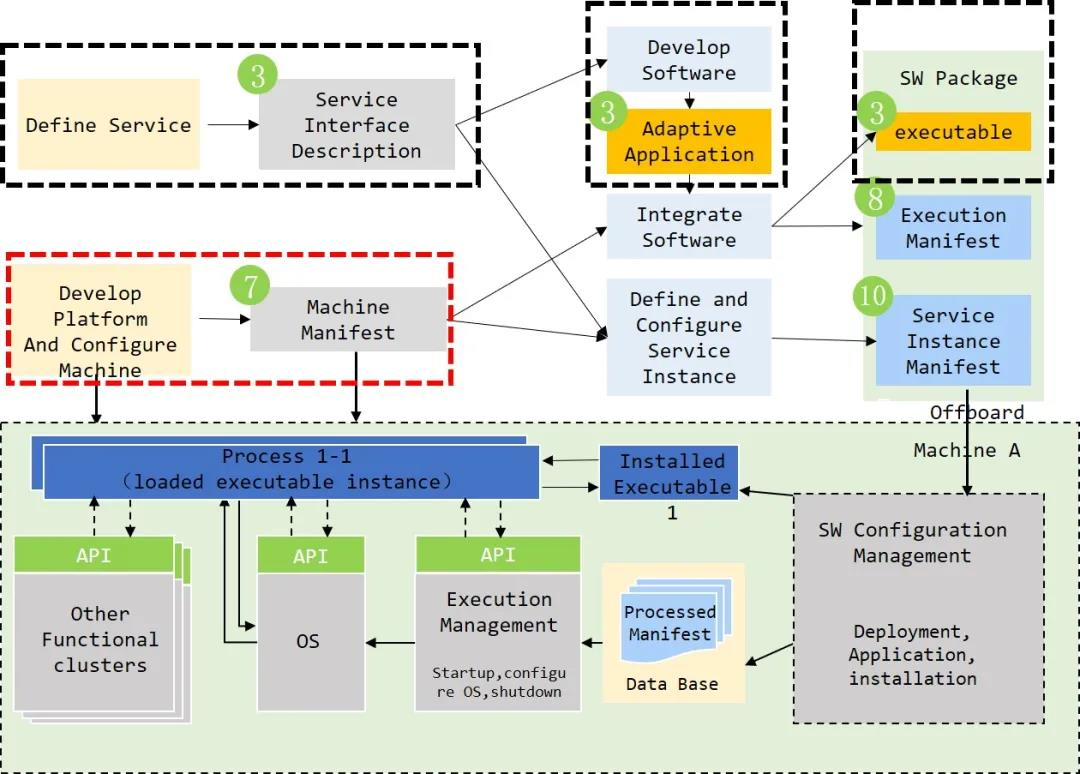 Define Service
3
Service
Interface
Description
Develop
Software
3
Adaptive
Application
SW Package
3
executable
Integrate
Software
8
Execution
Manifest
Develop
Platform
And Configure
Machine
7
Machine
Manifest
Define and
Configure
Service
Instance
10
Service
Instance
Manifest
Offboard
Machine A
Process 1-1
（loaded executable instance）
Installed
Executable
1
SW Configuration
Management
Deployment,
Application,
installation
API
Other
Functional
clusters
API
OS
API
Execution
Management
Startup,configu
re OS,shutdown
Processed
Manifest
Data Base